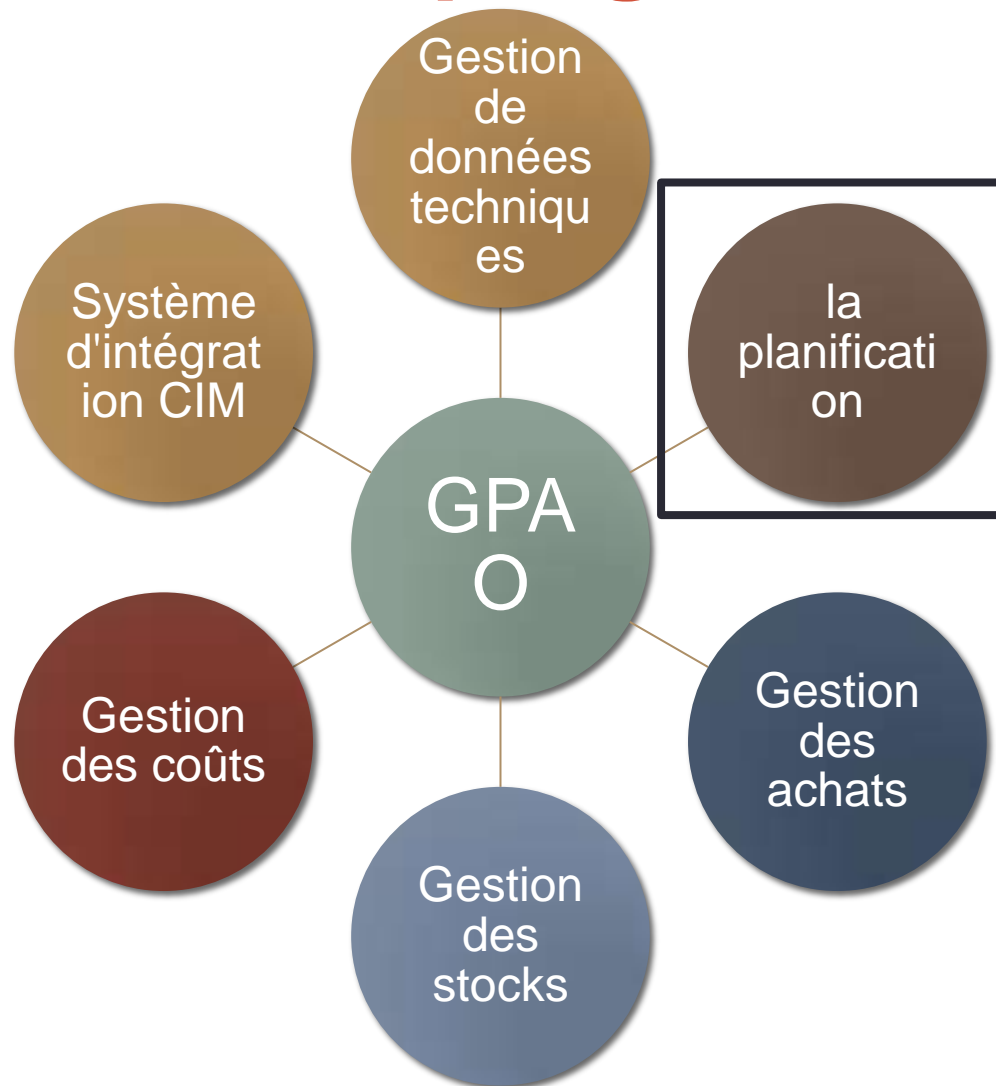 Gestion
de
données
techniqu
es
la
planificati
on
Système
d'intégrat
ion CIM
GPA
O
Gestion
des coûts
Gestion
des
achats
Gestion
des
stocks